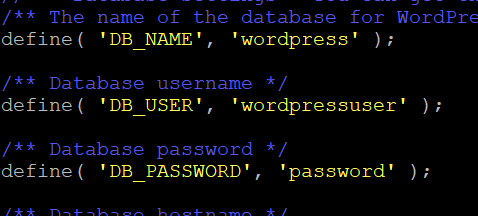 /** The name of the database for WordPre
define( 'DB_NAME', 'wordpress' );
/** Database username */
define( 'DB_USER', 'wordpressuser' );
/** Database password */
define( 'DB_PASSWORD', 'password' );
/** Database hostname */